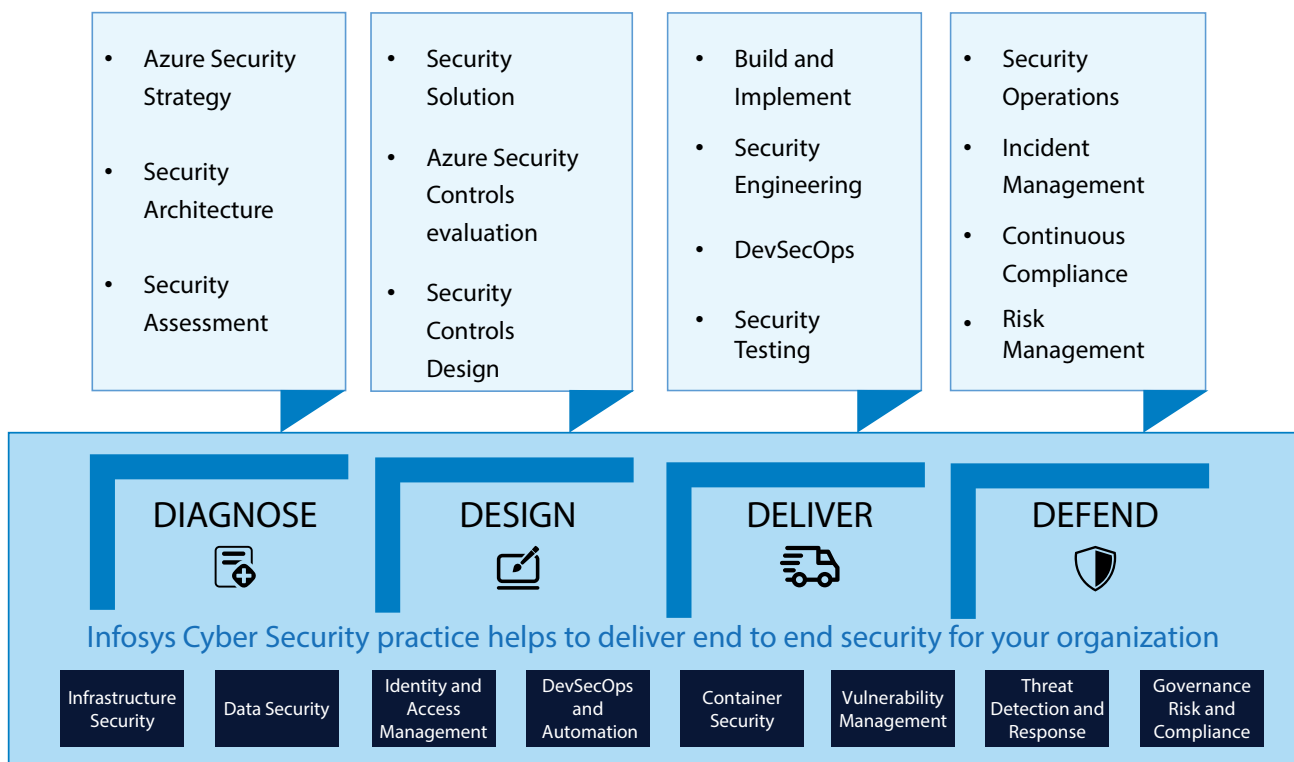 • Azure Security
Strategy
• Security
Architecture
• Security
Assessment
• Security
Solution
• Azure Security
Controls
evaluation
• Security
Controls
Design
• Build and
Implement
• Security
Engineering
• DevSecOps
• Security
Testing
• Security
Operations
• Incident
Management
• Continuous
Compliance
• Risk
Management
DIAGNOSE
DESIGN
DELIVER
DEFEND
Infosys Cyber Security practice helps to deliver end to end security for your organization
Infrastructure
Security
Data Security
Identity and
Access
Management
DevSecOps
and
Automation
Container
Security
Vulnerability
Management
Threat
Detection and
Response
Governance
Risk and
Compliance